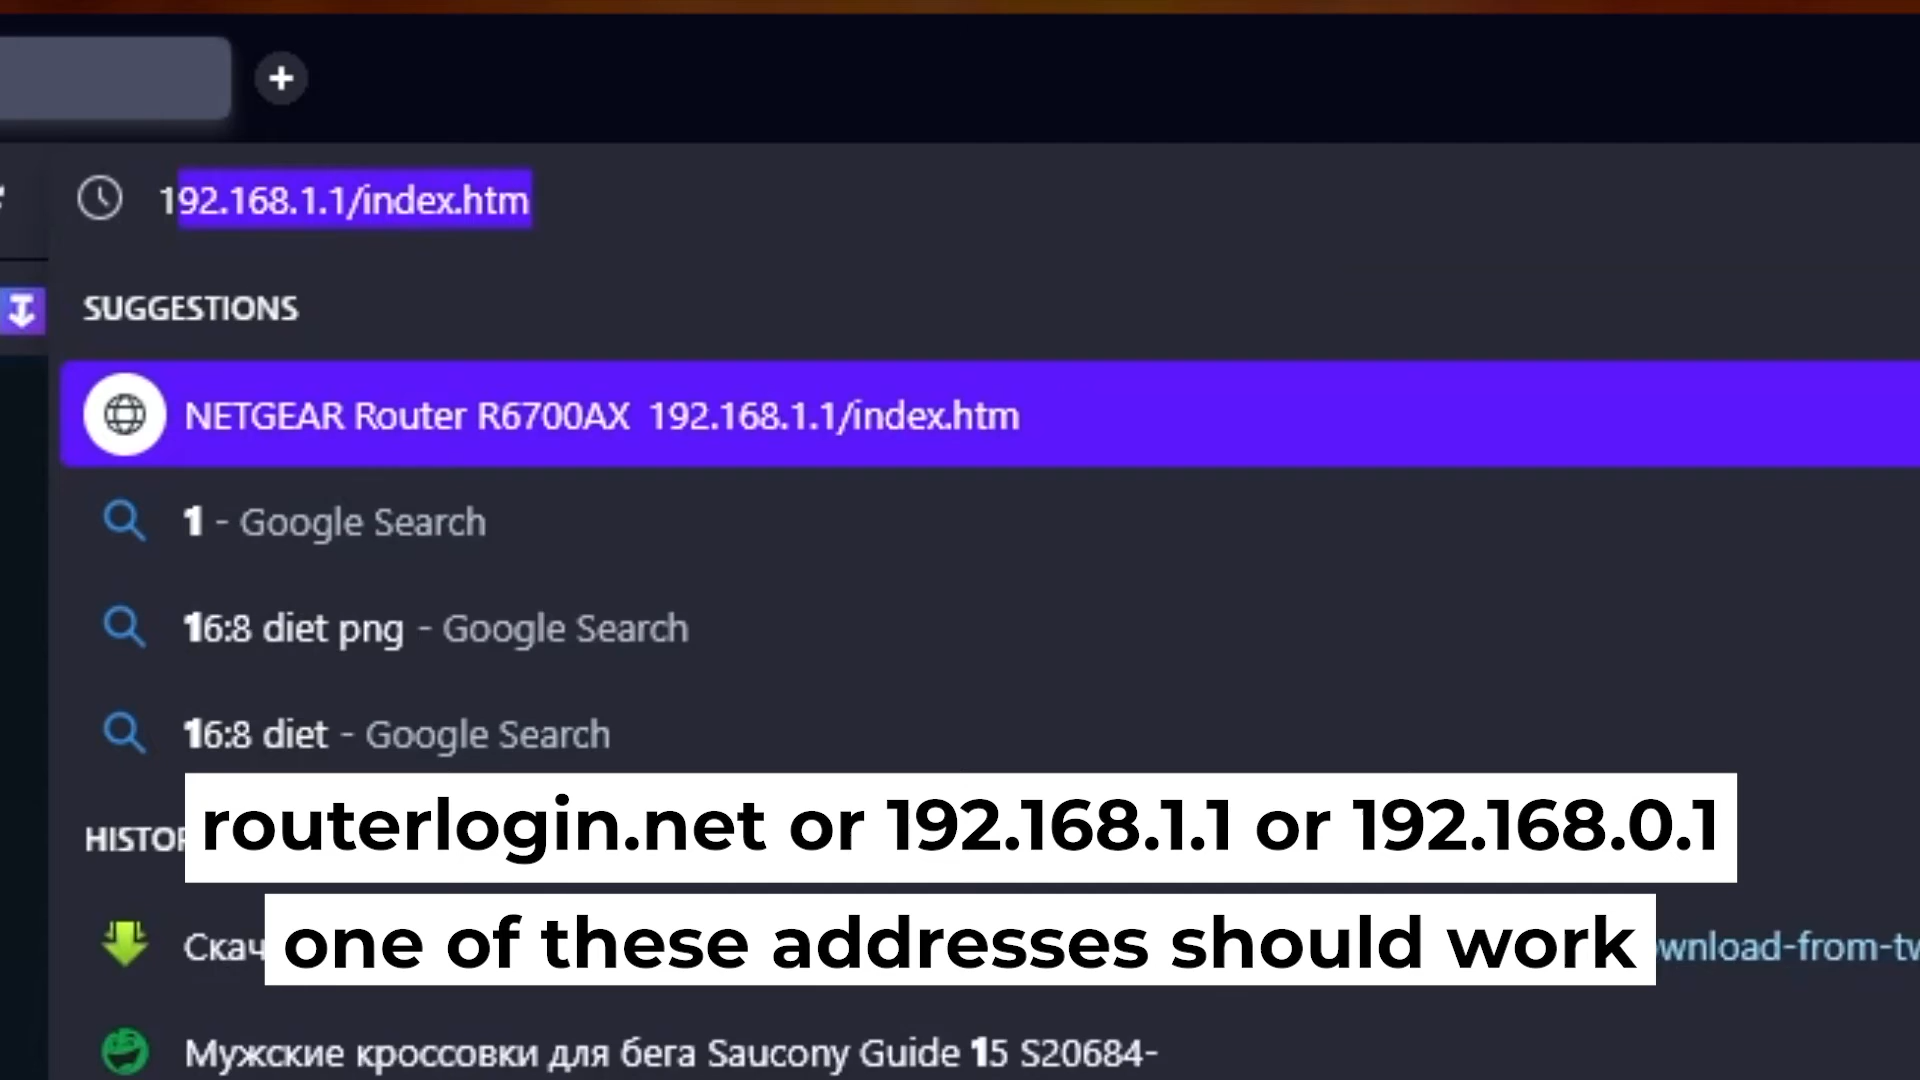 192.168.1.1/index.htm
SUGGESTIONS
NETGEAR Router R6700AX 192.168.1.1/index.htm
1 - Google Search
16:8 diet png - Google Search
16:8 diet - Google Search
routerlogin.net or 192.168.1.1 or 192.168.0.1
one of these addresses should work
Мужские кроссовки для бега Saucony Guide 15 S20684-